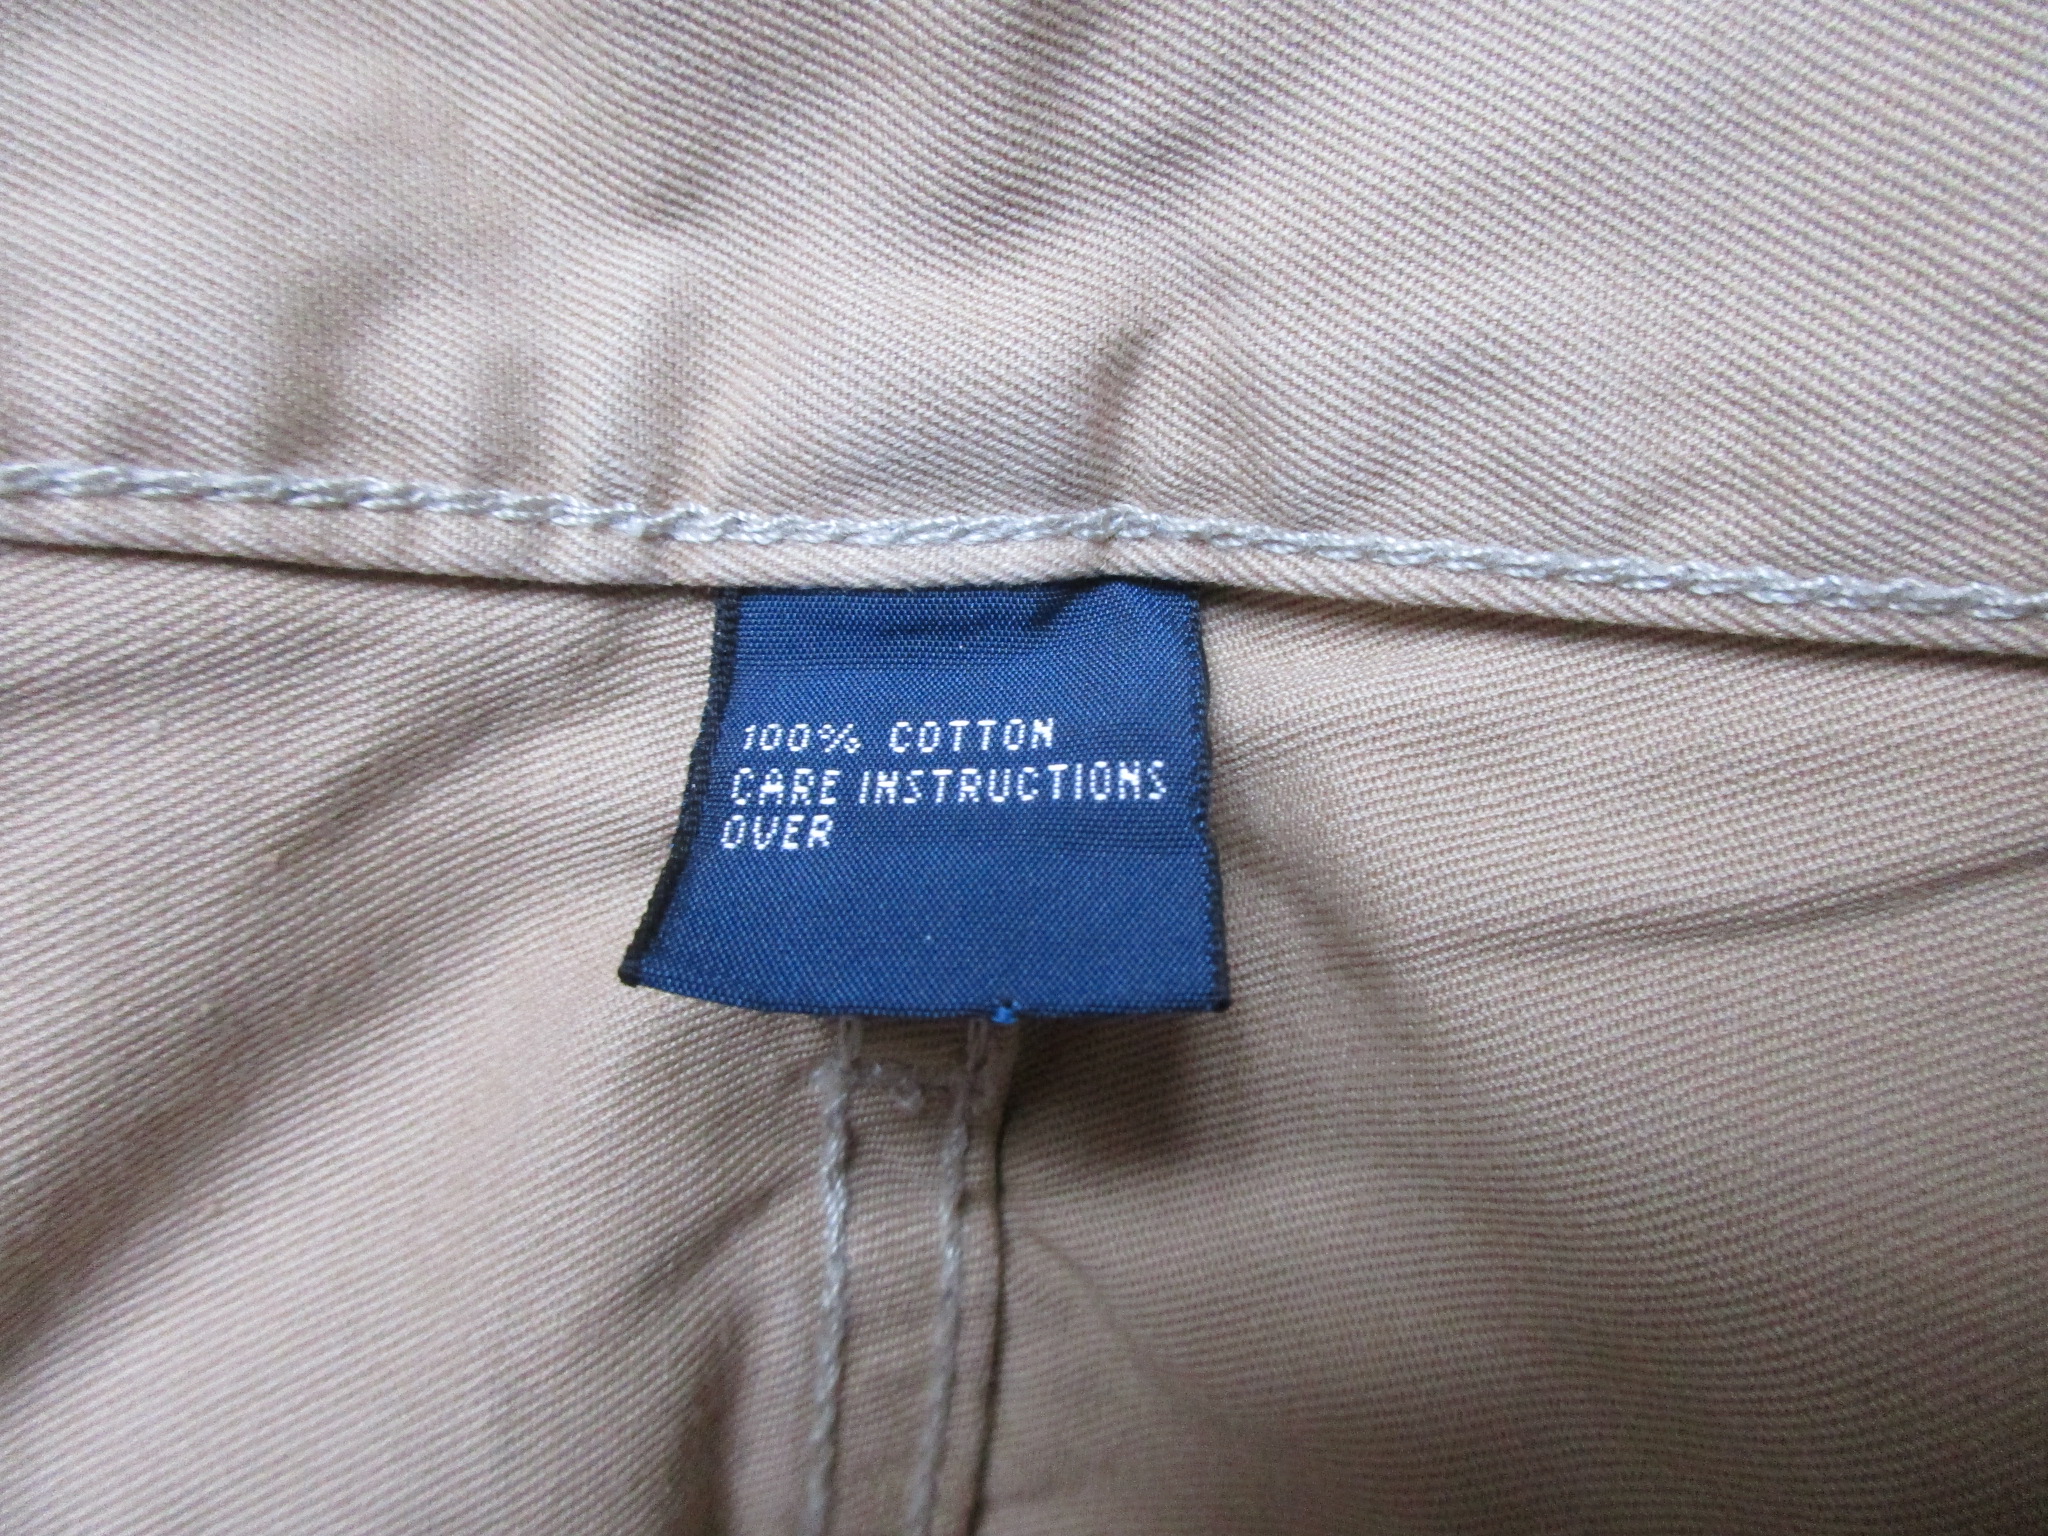 100% COTTON
CARE INSTRUCTIONS
OVER